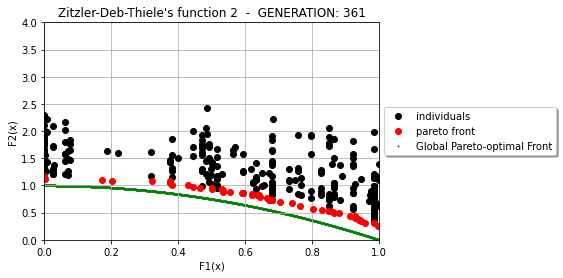 Zitzler-Deb-Thiele's function 2 - GENERATION: 361
4.0
3.5
3.0
2.5
2.0
1.5
1.0
0.5
0.0
F2(x)
0.0 0.2 0.4 0.6 0.8 1.0
F1(x)
individuals
pareto front
Global Pareto-optimal Front